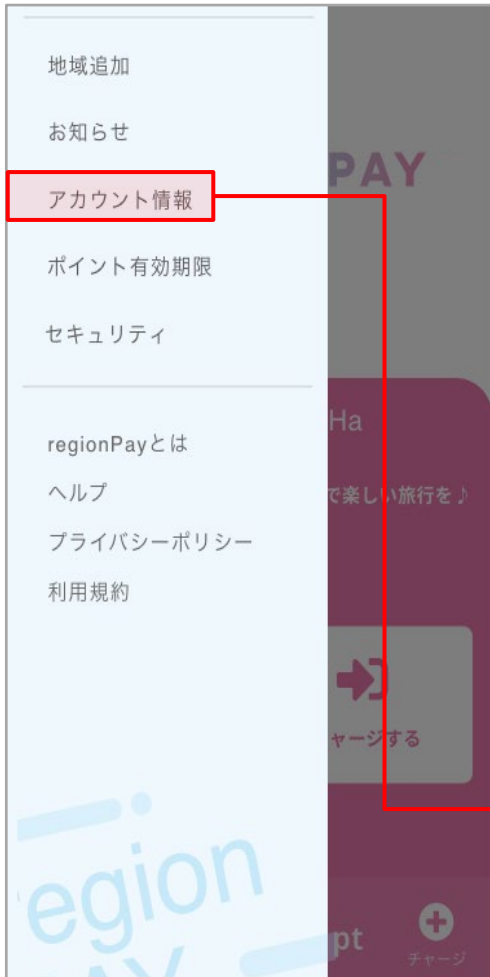 地域追加
お知らせ
PAY
アカウント情報
ポイント有効期限
セキュリティ
Ha
regionPayとは
ヘルプ
で楽しい旅行を♪
プライバシーポリシー
利用規約
ャージする
egion
PAY
pt
チャージ